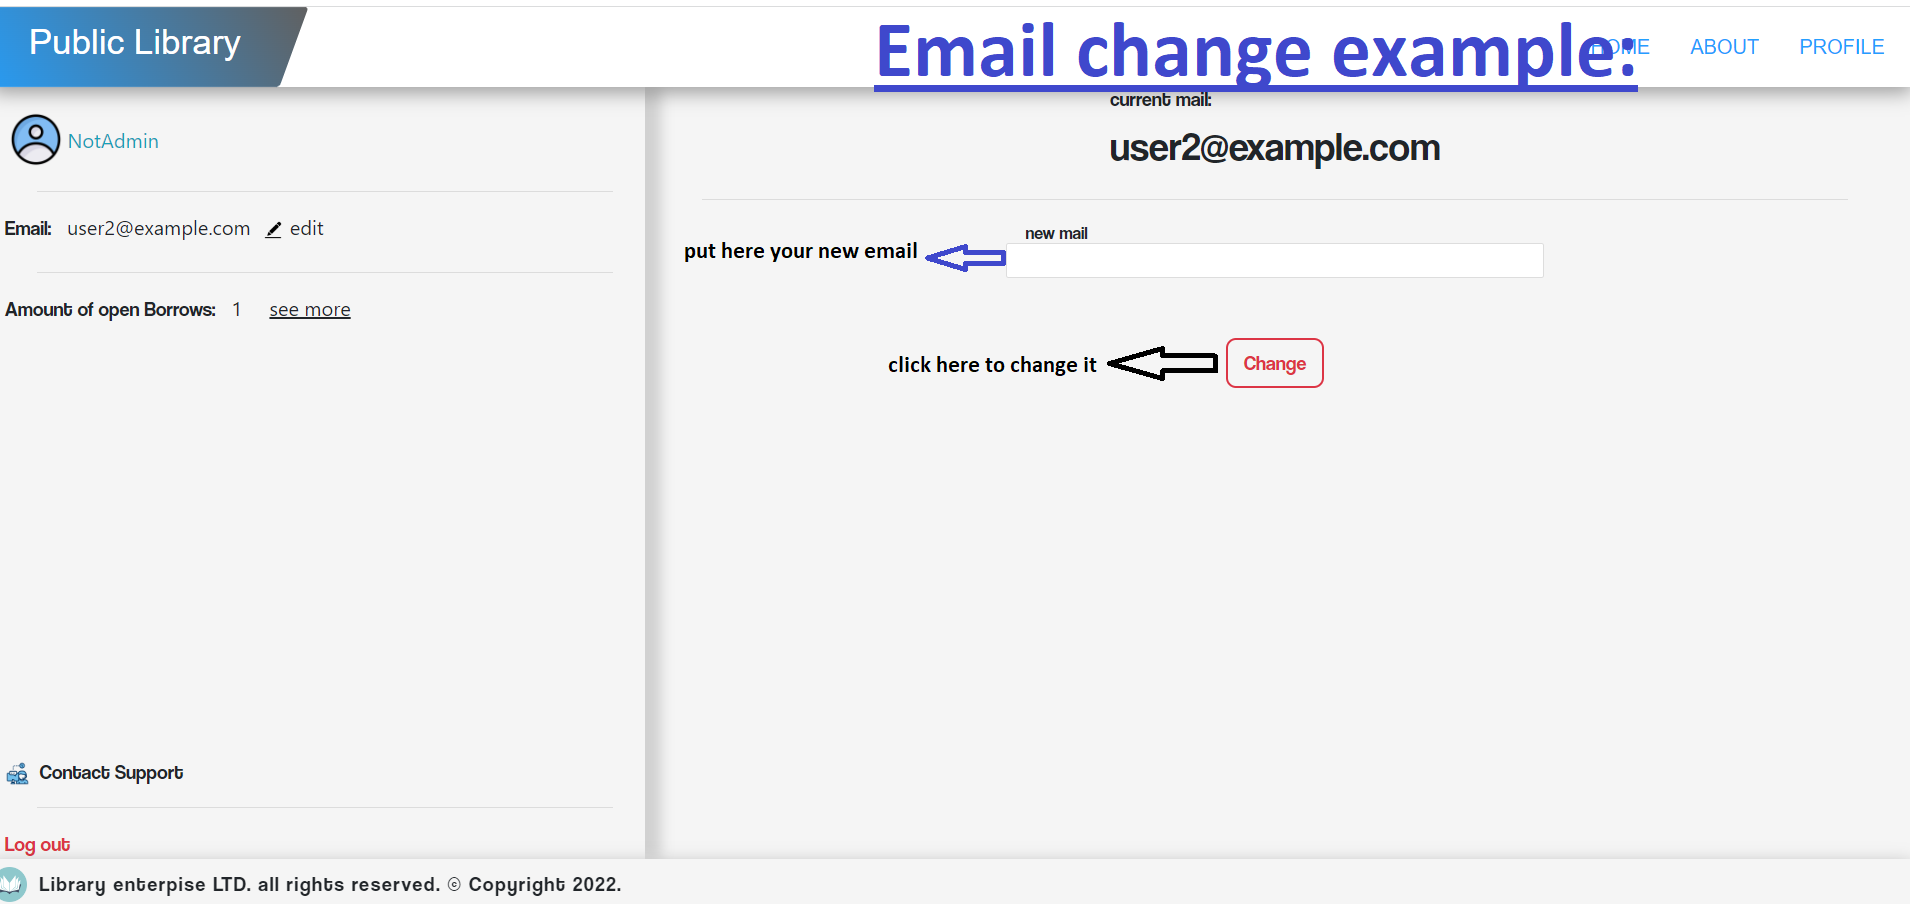 Public Library
Email change example:
HOME ABOUT PROFILE
NotAdmin
Email: user2@example.com edit
Amount of open Borrows: 1 see more
Contact Support
Log out
current mail:
user2@example.com
new mail
put here your new email
click here to change it
Change
Library enterpise LTD. all rights reserved. © Copyright 2022.